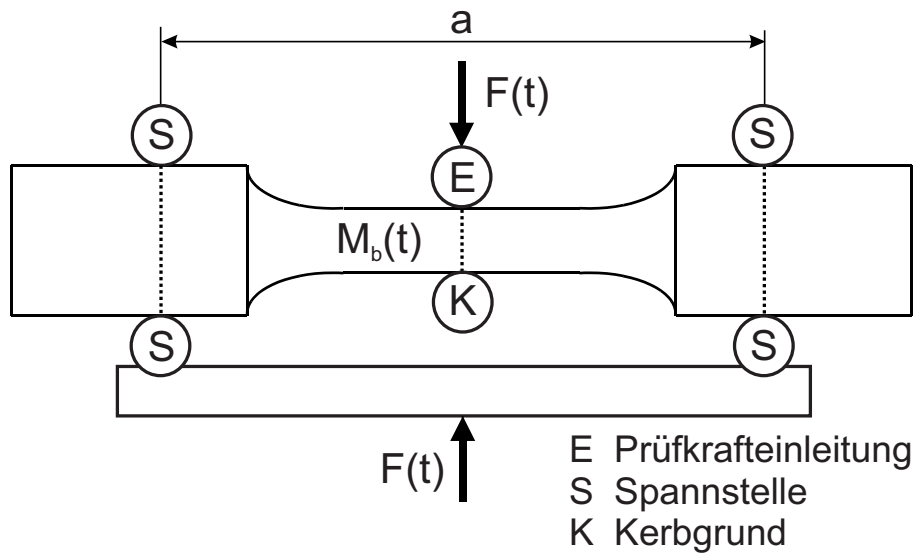 a
F(t)
S
S
E
M_b(t)
K
S
S
F(t)
E Prüfkrafteinleitung
S Spannstelle
K Kerbgrund